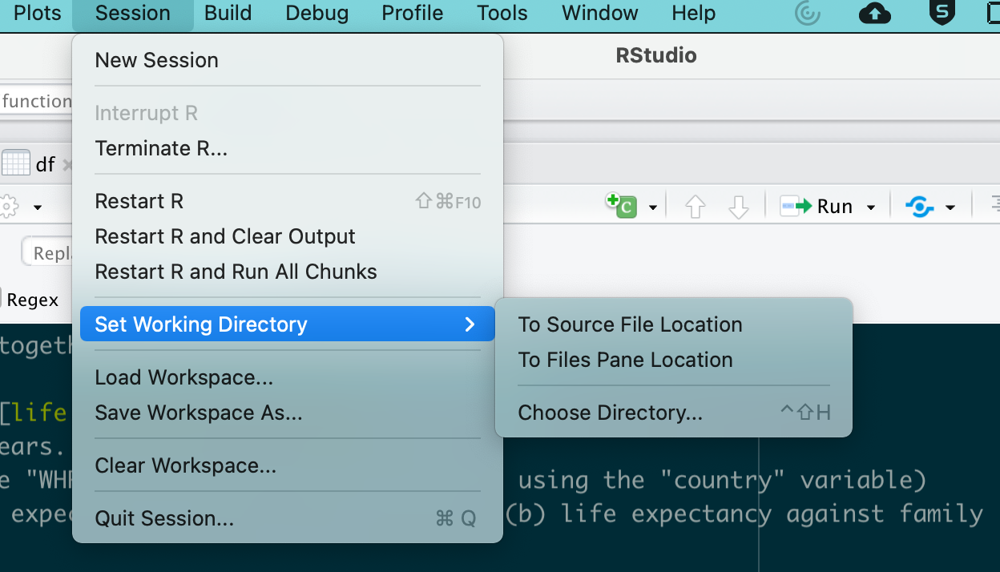 Plots Session Build Debug Profile Tools Window Help
RStudio
New Session
function
Interrupt R
Terminate R...
df
Restart R ⇧⌘F10
C Run
Restart R and Clear Output
Restart R and Run All Chunks
Regex
Set Working Directory
To Source File Location
To Files Pane Location
Choose Directory... ^⇧H
Load Workspace...
[life
Save Workspace As...
ears.
Clear Workspace...
e "WH using the "country" variable)
(b) life expectancy against family
Quit Session... ⌘ Q